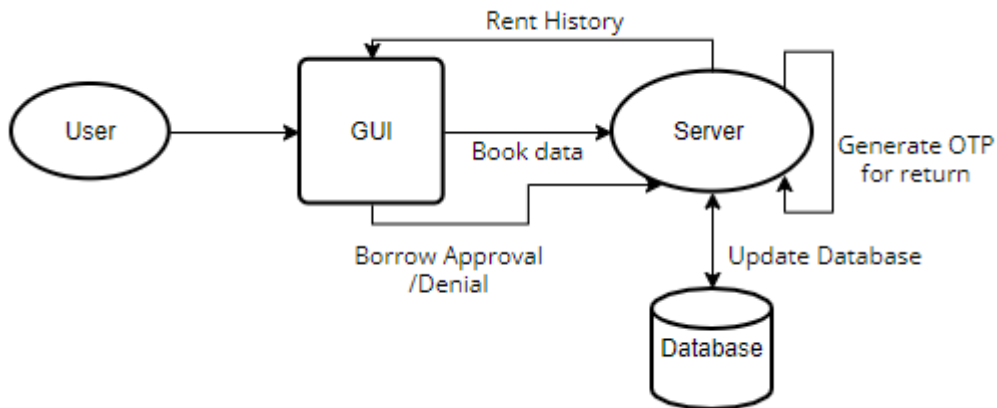 Rent History
User
GUI
Book data
Server
Generate OTP
for return
Borrow Approval
/Denial
Update Database
Database